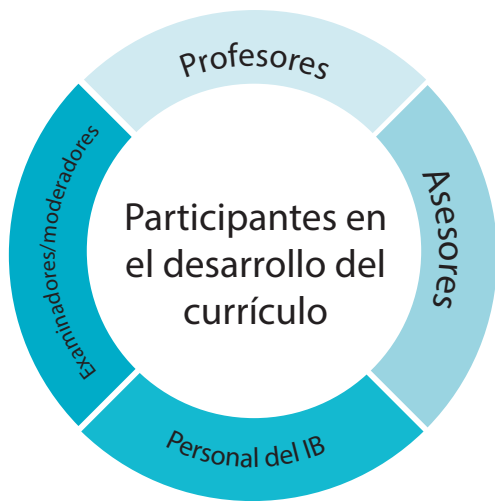 Profesores
Asesores
Personal del IB
Examinadores/moderadores
Participantes en
el desarrollo del
currículo